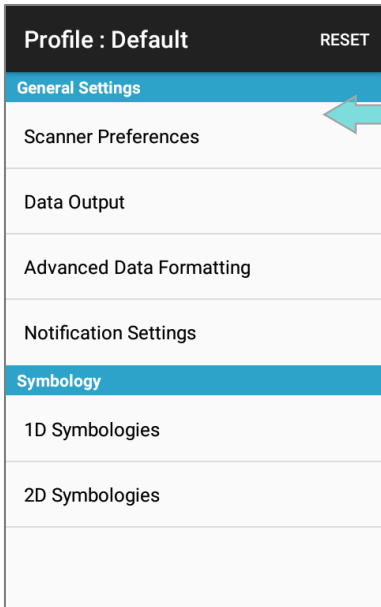 Profile : Default RESET
General Settings
Scanner Preferences
Data Output
Advanced Data Formatting
Notification Settings
Symbology
1D Symbologies
2D Symbologies